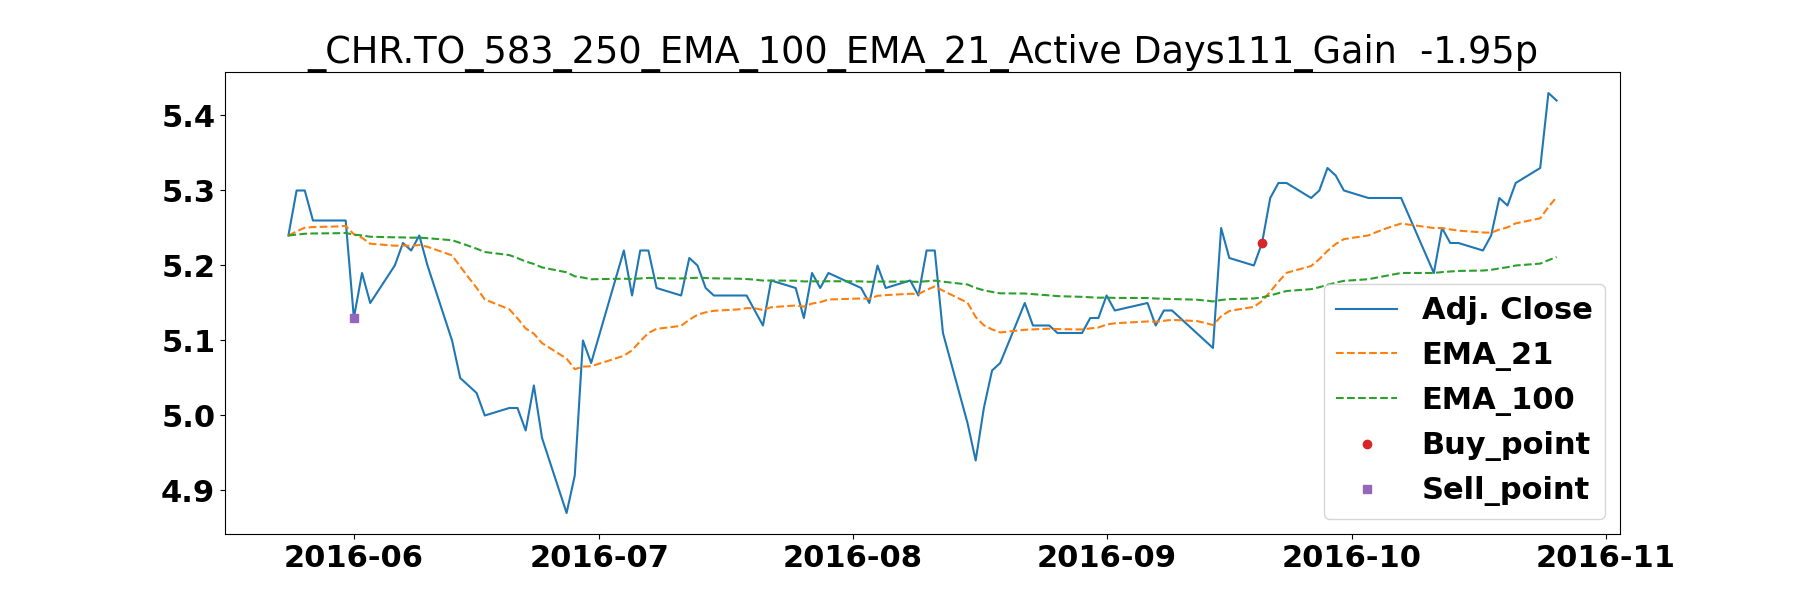 _CHR.TO_583_250_EMA_100_EMA_21_Active Days111_Gain  -1.95p
5.4
5.3
5.2
5.1
5.0
4.9
Adj. Close
EMA_21
EMA_100
Buy_point
Sell_point
2016-06
2016-07
2016-08
2016-09
2016-10
2016-11